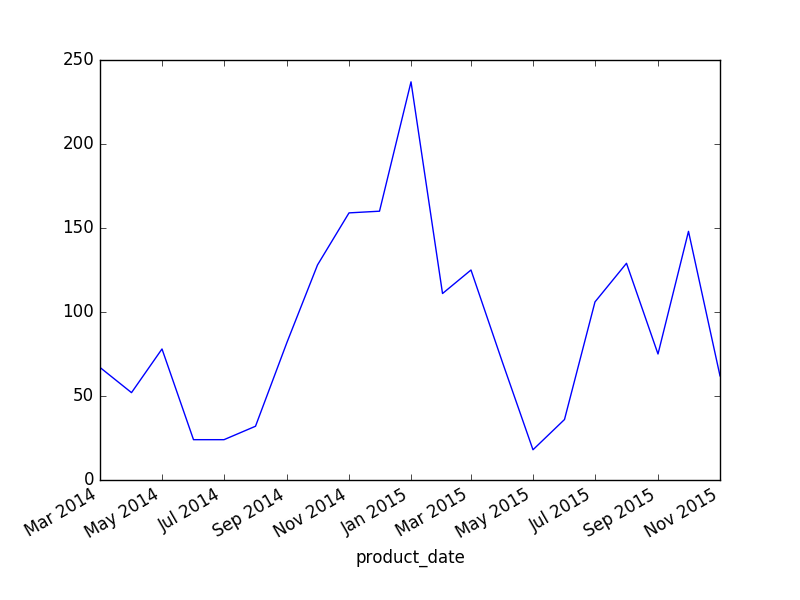 250
200
150
100
50
0
Mar 2014
May 2014
Jul 2014
Sep 2014
Nov 2014
Jan 2015
Mar 2015
May 2015
Jul 2015
Sep 2015
Nov 2015
product_date